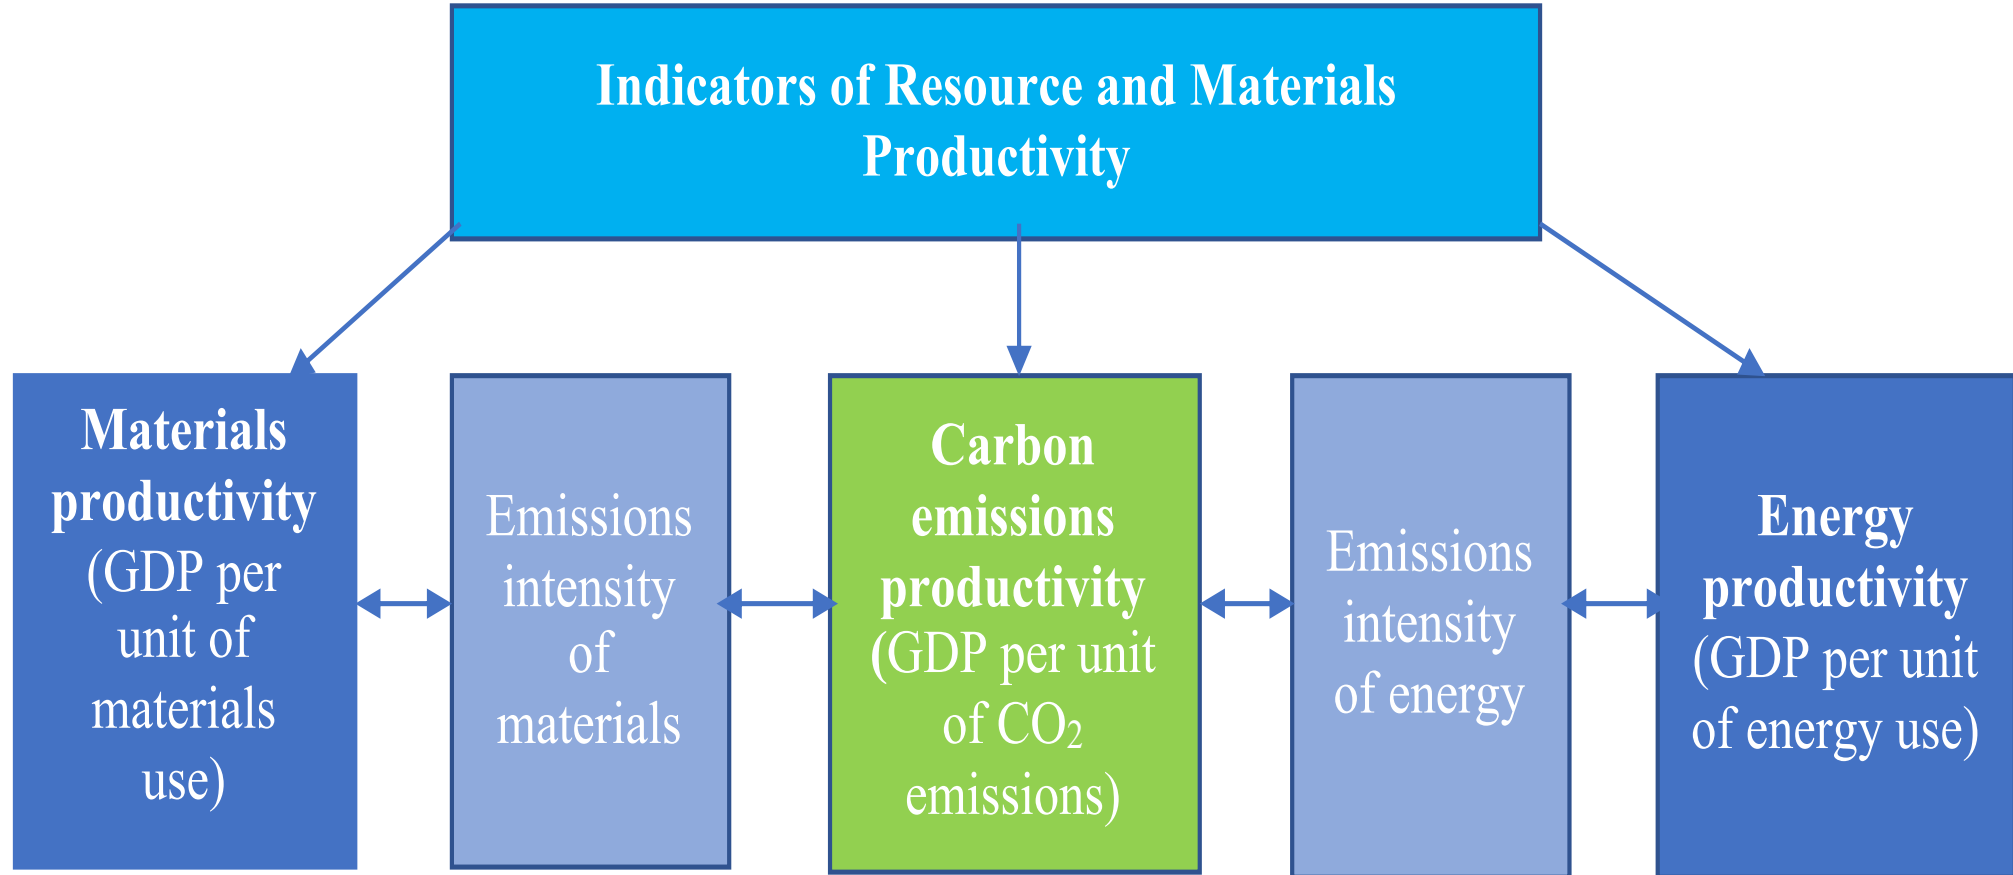 Indicators of Resource and Materials
Productivity
Materials
productivity
(GDP per
unit of
materials
use)
Emissions
intensity
of
materials
Carbon
emissions
productivity
(GDP per unit
of CO₂
emissions)
Emissions
intensity
of energy
Energy
productivity
(GDP per unit
of energy use)